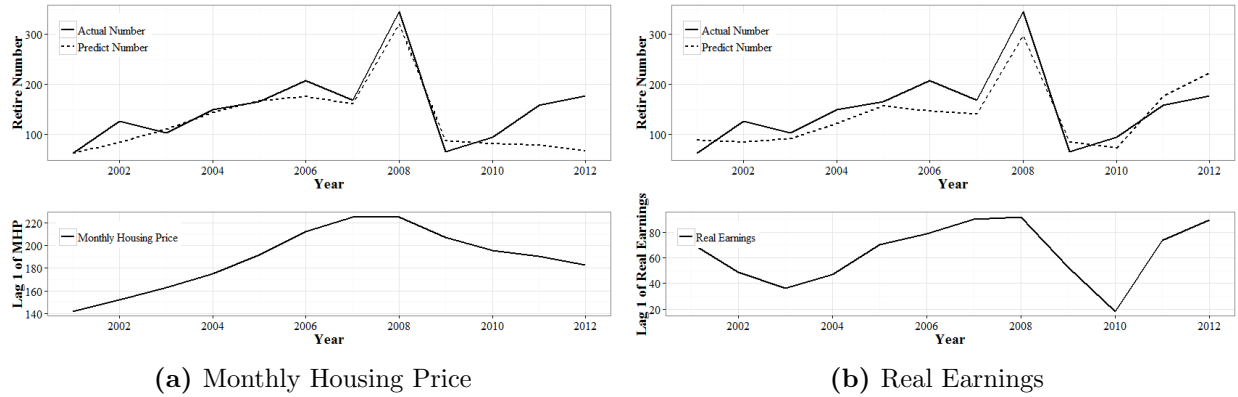 Retire Number
300
200
100
Actual Number
Predict Number
2002 2004 2006 2008 2010 2012
Year
Lag 1 of MHP
220
200
180
160
140
Monthly Housing Price
2002 2004 2006 2008 2010 2012
Year
(a) Monthly Housing Price
Retire Number
300
200
100
Actual Number
Predict Number
2002 2004 2006 2008 2010 2012
Year
Lag 1 of Real Earnings
80
60
40
20
Real Earnings
2002 2004 2006 2008 2010 2012
Year
(b) Real Earnings